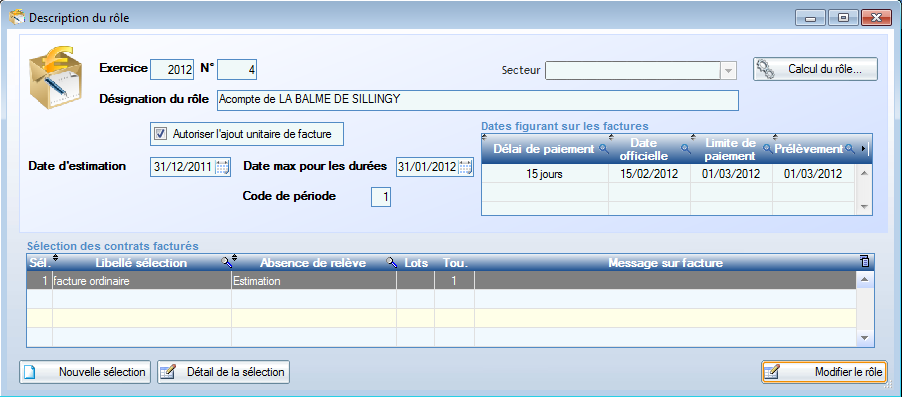 Description du rôle
Exercice 2012 N° 4 Secteur Calcul du rôle...
Désignation du rôle Acompte de LA BALME DE SILLINGY
Autoriser l'ajout unitaire de facture
Dates figurant sur les factures
Délai de paiement Date officielle Limite de paiement Prélèvement
15 jours 15/02/2012 01/03/2012 01/03/2012
Date d'estimation 31/12/2011 Date max pour les durées 31/01/2012
Code de période 1
Sélection des contrats facturés
Sél. Libellé sélection Absence de relève Lots Tou. Message sur facture
1 facture ordinaire Estimation 1
Nouvelle sélection Détail de la sélection Modifier le rôle